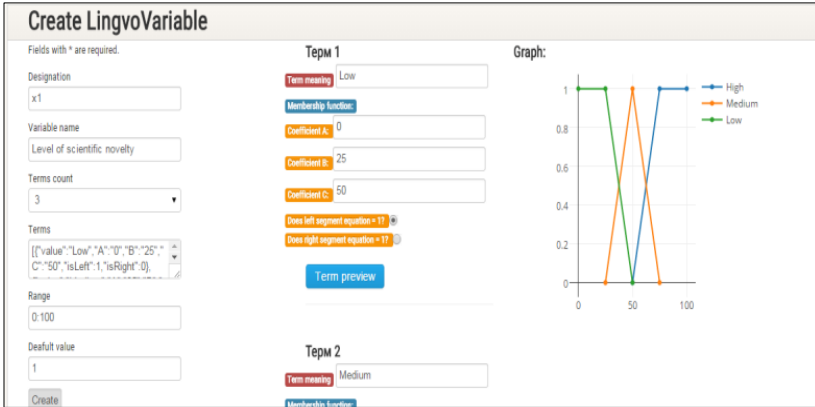 Create LingvoVariable
Fields with * are required.
Designation
x1
Variable name
Level of scientific novelty
Terms count
3
Terms
[{"value":"Low","A":"0","B":"25","
C":"50","isLeft":1,"isRight":0},
Range
0:100
Deafult value
1
Create
Терм 1
Term meaning Low
Membership function:
Coefficient A: 0
Coefficient B: 25
Coefficient C: 50
Does left segment equation = 1?
Does right segment equation = 1?
Term preview
Терм 2
Term meaning Medium
Membership function:
Graph:
1
0.8
0.6
0.4
0.2
0
0 50 100
High
Medium
Low